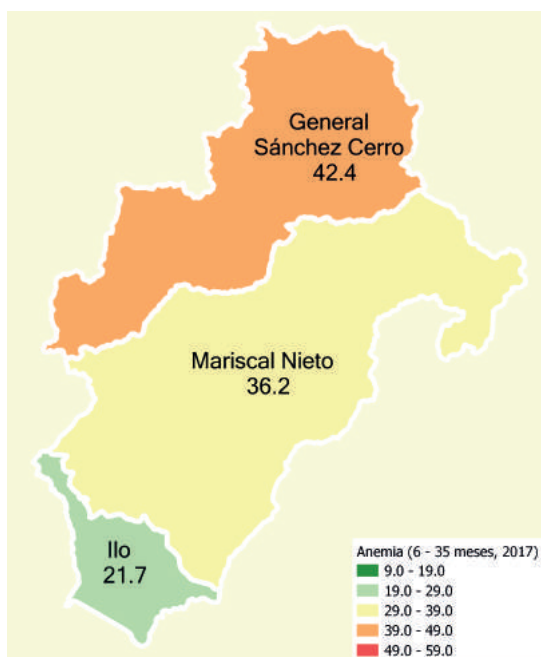 General
Sánchez Cerro
42.4
Mariscal Nieto
36.2
Ilo
21.7
Anemia (6 - 35 meses, 2017)
9.0 - 19.0
19.0 - 29.0
29.0 - 39.0
39.0 - 49.0
49.0 - 59.0